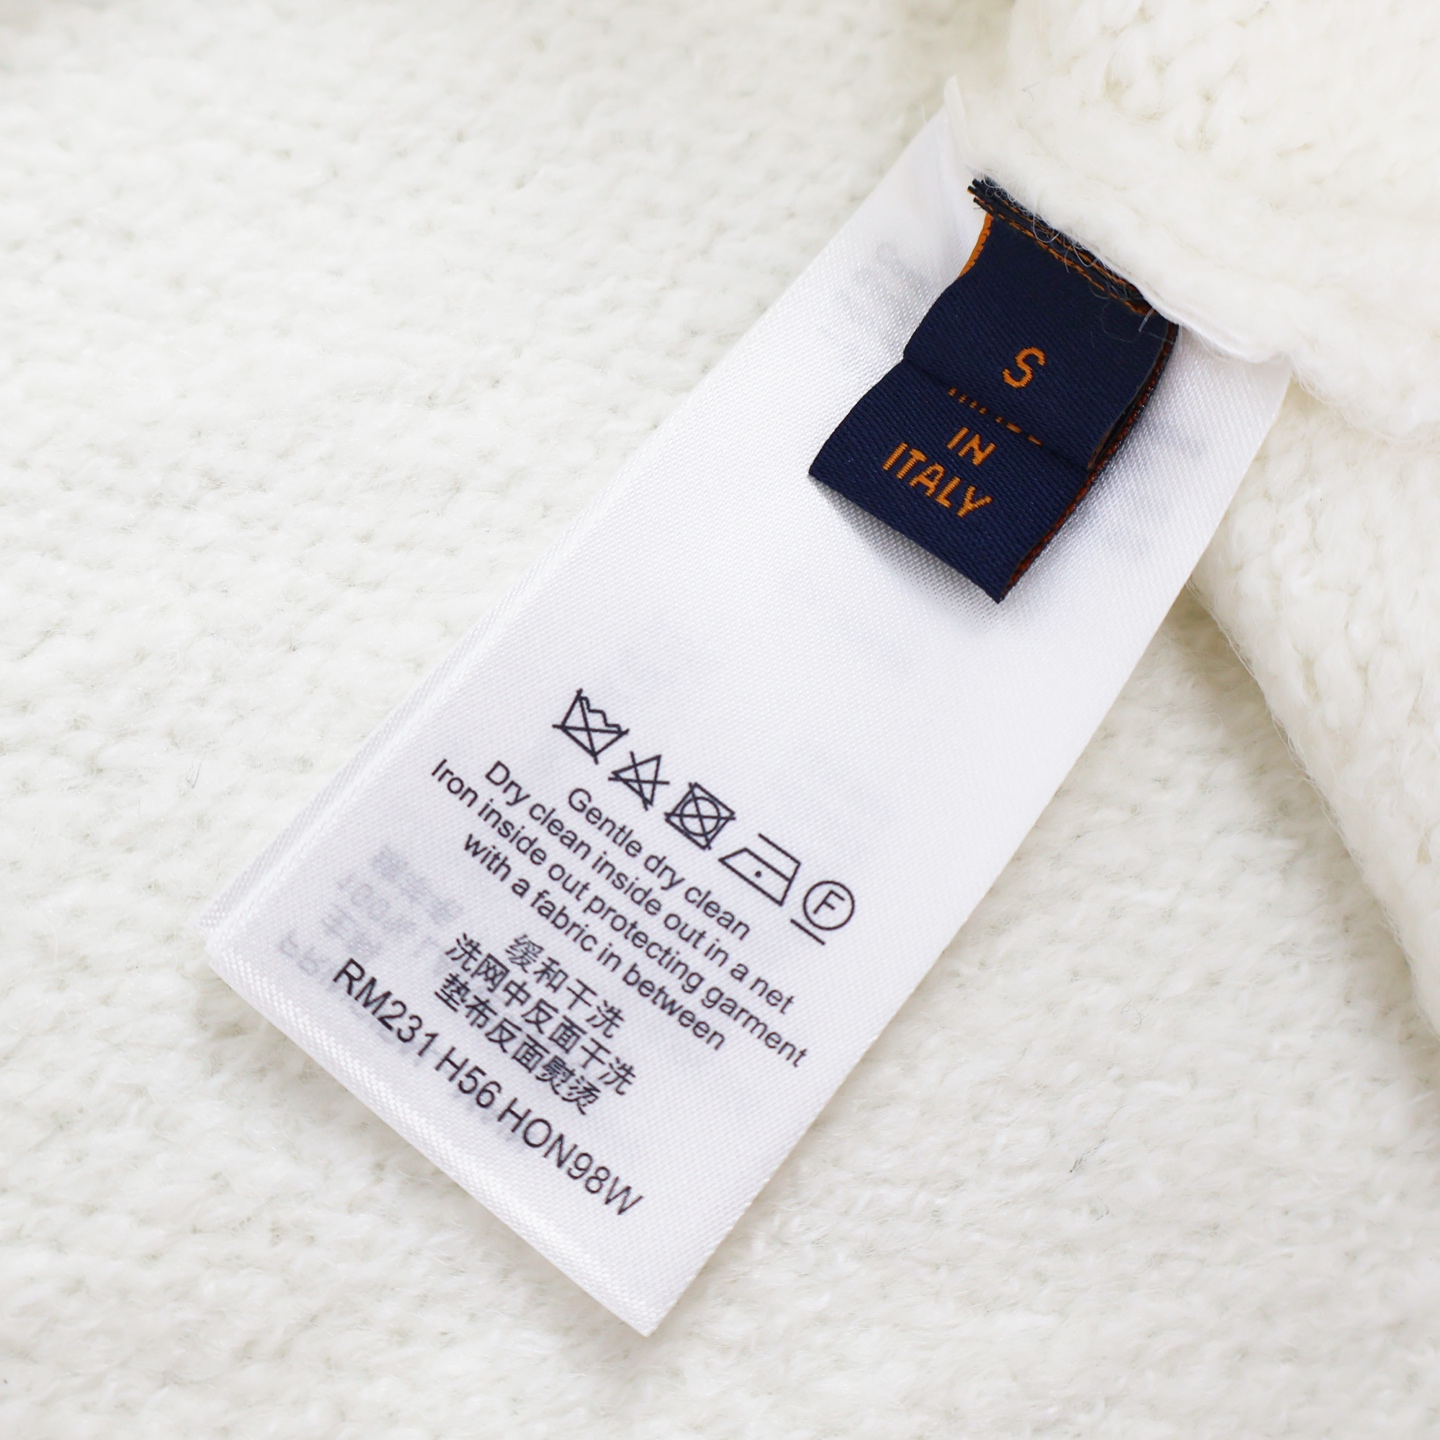 S
IN
ITALY
F
Gentle dry clean
Dry clean inside out in a net
Iron inside out protecting garment
with a fabric in between
缓和干洗
洗网中反面干洗
垫布反面熨烫
RM231 H56 HON98W